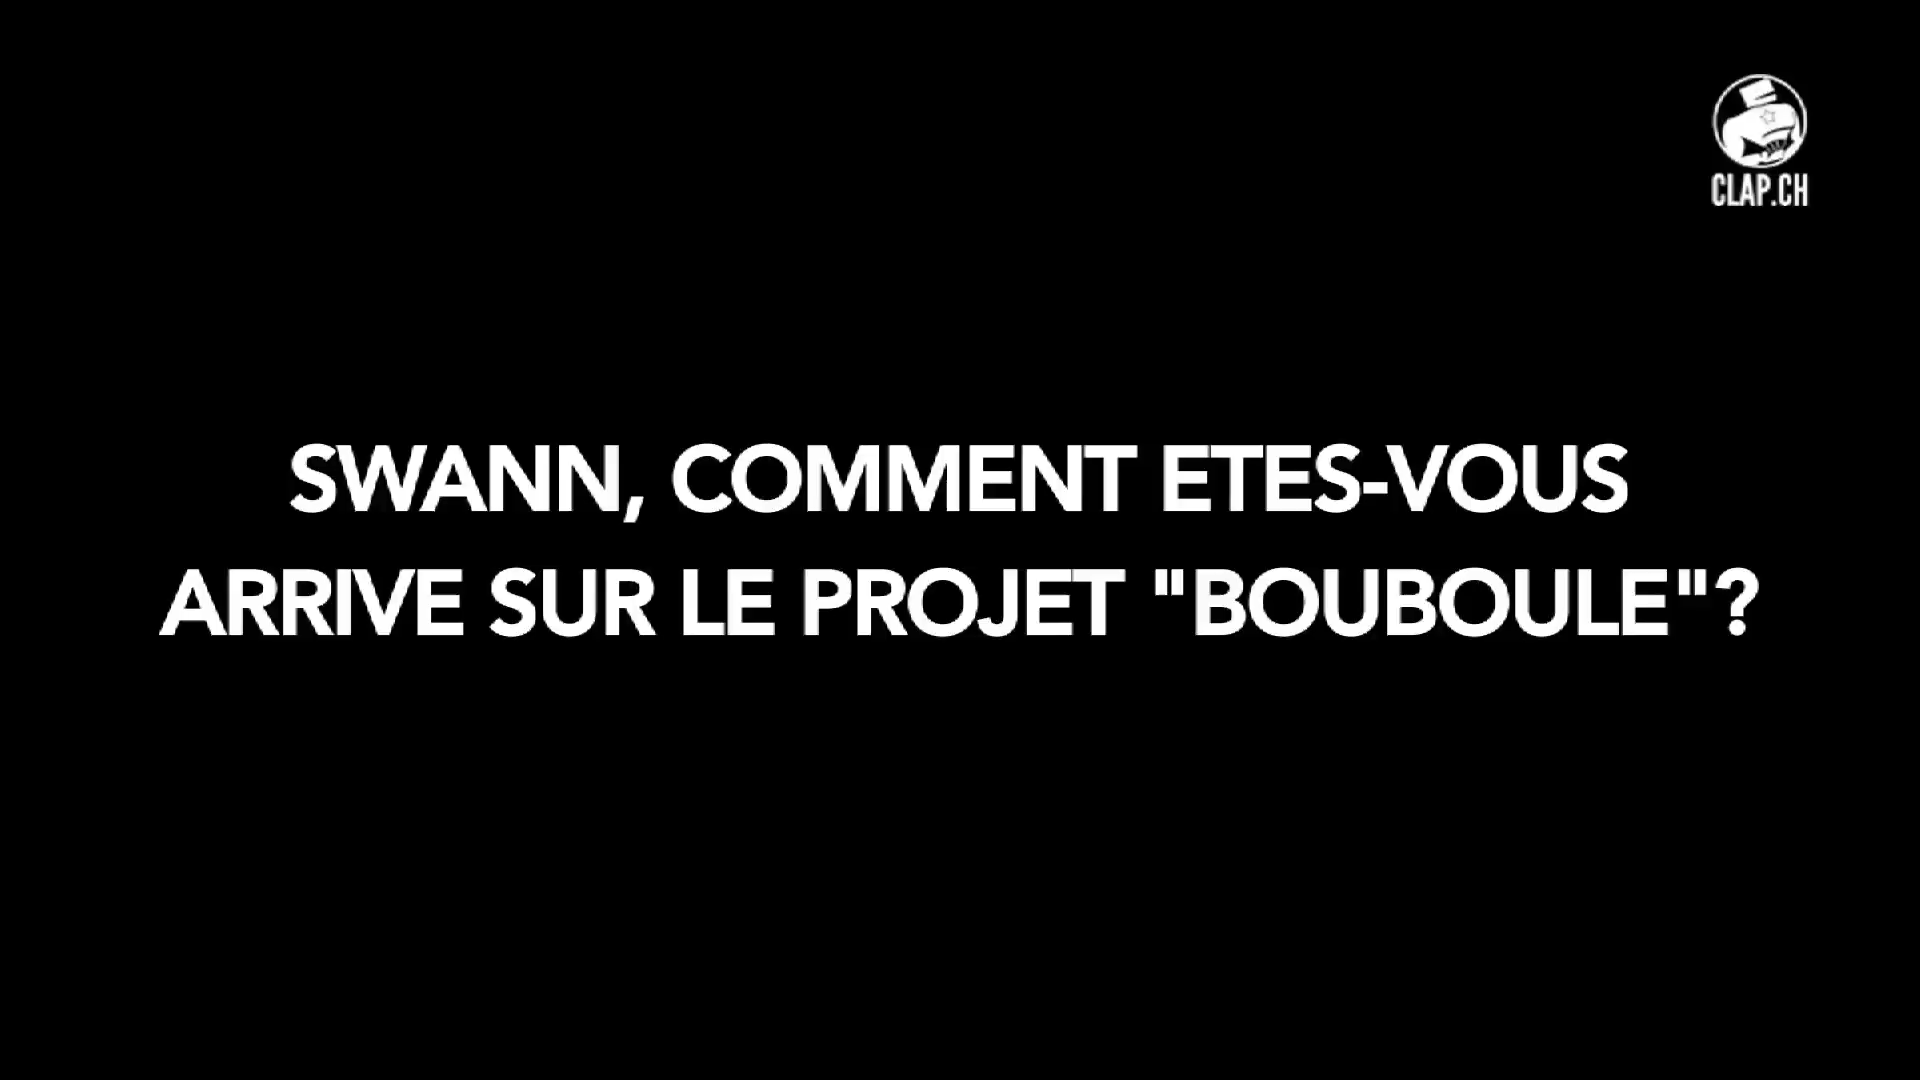 CLAP.CH
SWANN, COMMENT ETES-VOUS
ARRIVE SUR LE PROJET "BOUBOULE"?